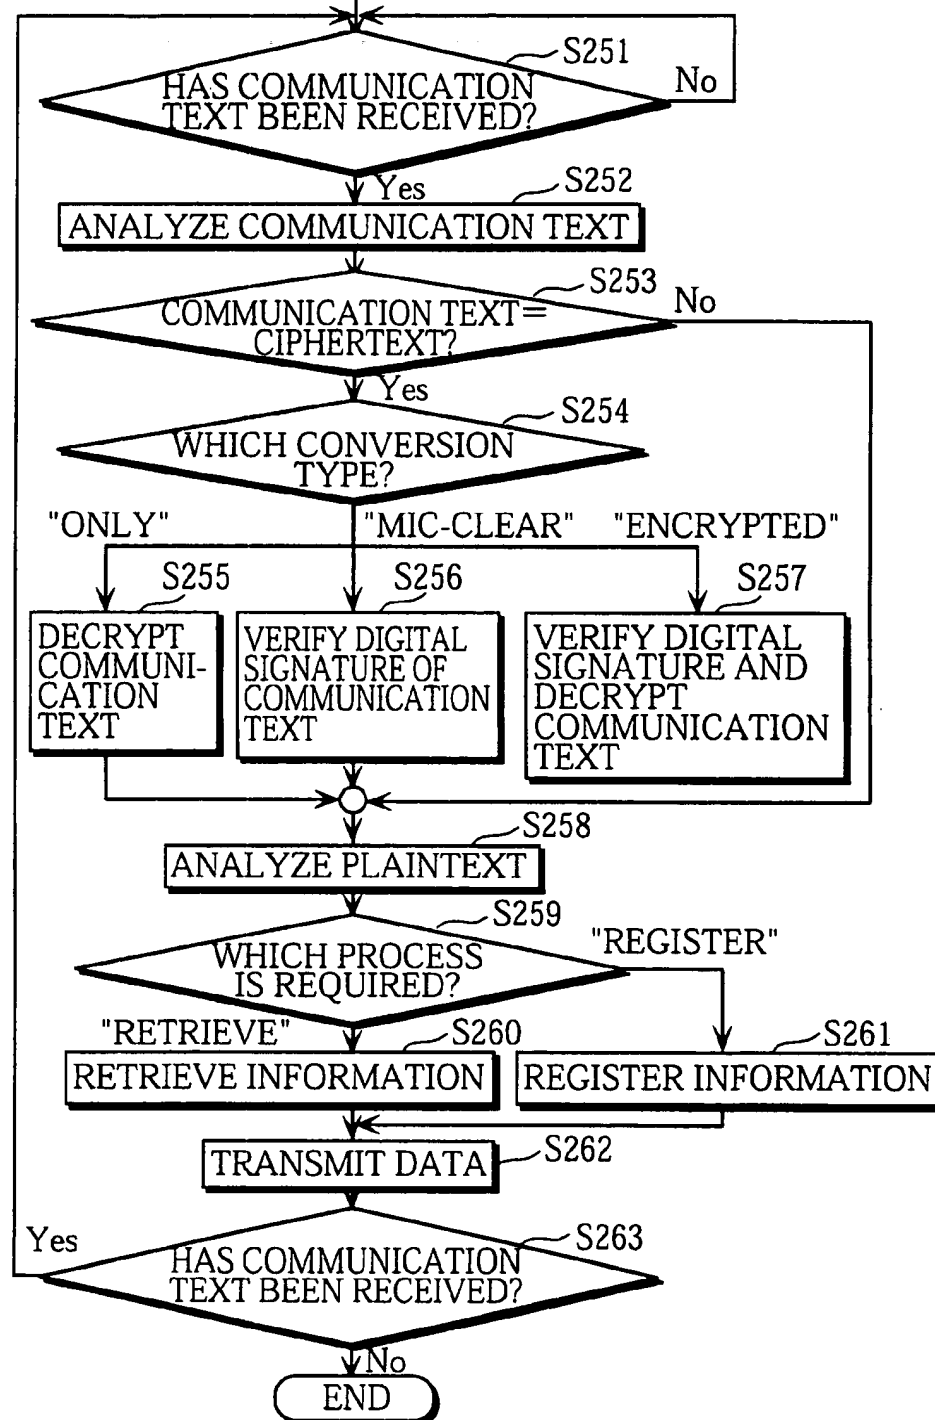 S251
HAS COMMUNICATION
TEXT BEEN RECEIVED?
No
Yes
S252
ANALYZE COMMUNICATION TEXT
S253
No
COMMUNICATION TEXT=
CIPHERTEXT?
Yes
S254
WHICH CONVERSION
TYPE?
"ONLY"
"MIC-CLEAR"
"ENCRYPTED"
S255
DECRYPT
COMMUNI-
CATION
TEXT
S256
VERIFY DIGITAL
SIGNATURE OF
COMMUNICATION
TEXT
S257
VERIFY DIGITAL
SIGNATURE AND
DECRYPT
COMMUNICATION
TEXT
S258
ANALYZE PLAINTEXT
S259
WHICH PROCESS
IS REQUIRED?
"REGISTER"
"RETRIEVE"
S260
RETRIEVE INFORMATION
S261
REGISTER INFORMATION
S262
TRANSMIT DATA
Yes
S263
HAS COMMUNICATION
TEXT BEEN RECEIVED?
No
END